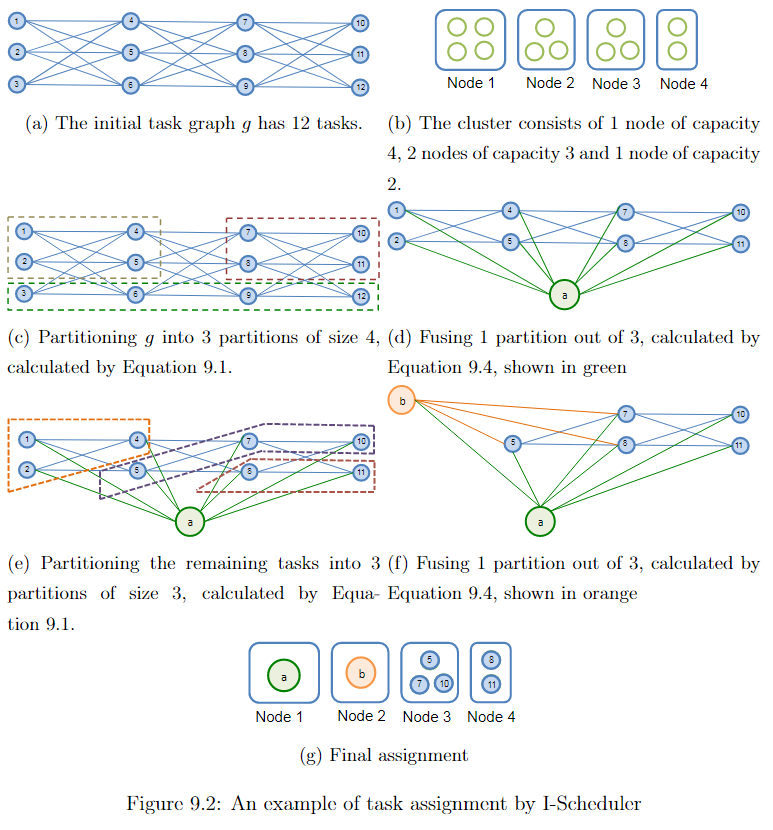 1 4 7 10
2 5 8 11
3 6 9 12
(a) The initial task graph g has 12 tasks.
Node 1 Node 2 Node 3 Node 4
(b) The cluster consists of 1 node of capacity
4, 2 nodes of capacity 3 and 1 node of capacity
2.
1 4 7 10
2 5 8 11
3 6 9 12
(c) Partitioning g into 3 partitions of size 4,
calculated by Equation 9.1.
1 4 7 10
2 5 8 11
a
(d) Fusing 1 partition out of 3, calculated by
Equation 9.4, shown in green
1 4 7 10
2 5 8 11
a
(e) Partitioning the remaining tasks into 3
partitions of size 3, calculated by Equa-
tion 9.1.
b
7 10
5 8 11
a
(f) Fusing 1 partition out of 3, calculated by
Equation 9.4, shown in orange
a b 5 7 10 8 11
Node 1 Node 2 Node 3 Node 4
(g) Final assignment
Figure 9.2: An example of task assignment by I-Scheduler